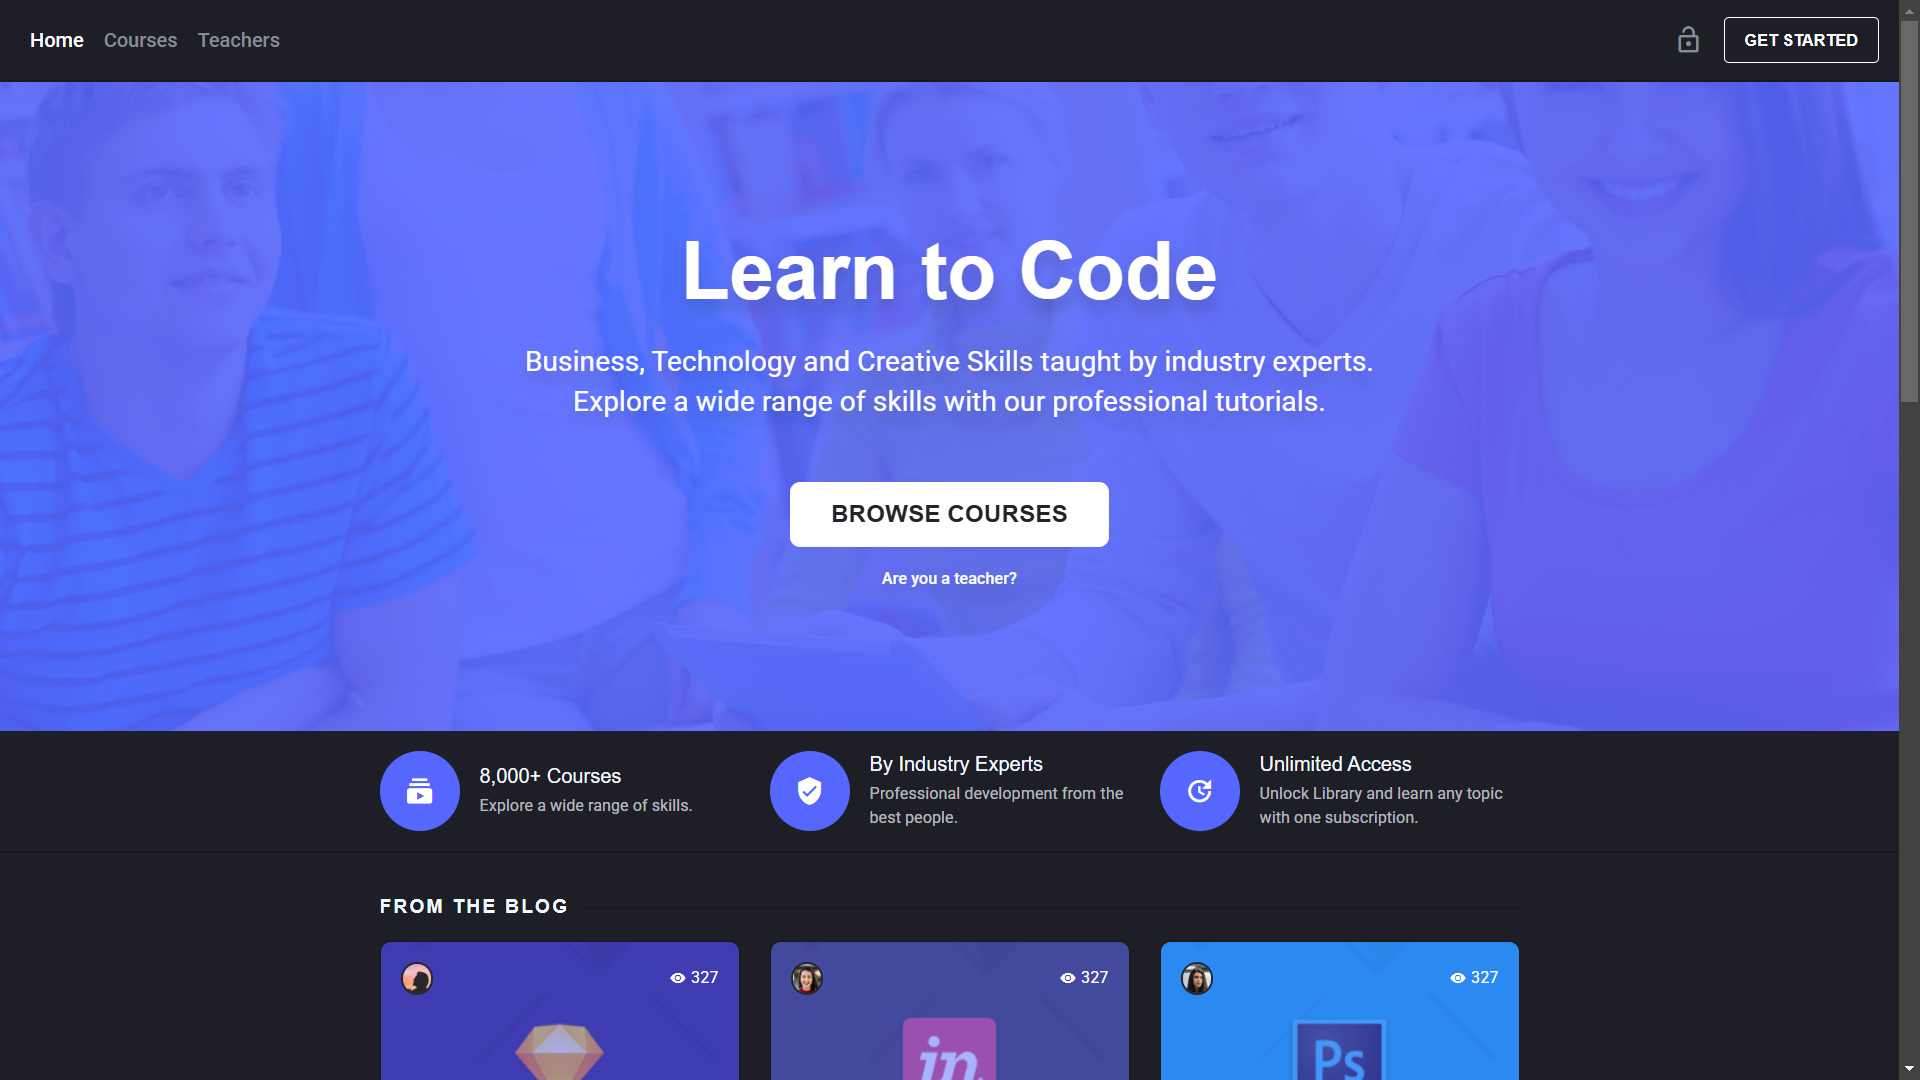 Home Courses Teachers GET STARTED
Learn to Code
Business, Technology and Creative Skills taught by industry experts.
Explore a wide range of skills with our professional tutorials.
BROWSE COURSES
Are you a teacher?
8,000+ Courses
Explore a wide range of skills.
By Industry Experts
Professional development from the
best people.
Unlimited Access
Unlock Library and learn any topic
with one subscription.
FROM THE BLOG
327
327
327
in
Ps